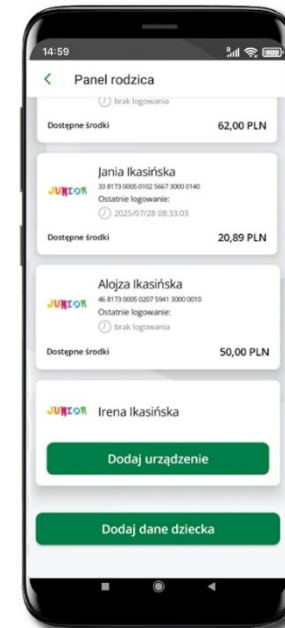 14:59
Panel rodzica
brak logowania
Dostępne środki 62,00 PLN
JUNIOR
Jania Ikasińska
33 8173 0005 0102 5667 3000 0140
Ostatnie logowanie:
2025/07/28 08:33:03
Dostępne środki 20,89 PLN
JUNIOR
Alojza Ikasińska
46 8173 0005 0207 5941 3000 0010
Ostatnie logowanie:
brak logowania
Dostępne środki 50,00 PLN
JUNIOR
Irena Ikasińska
Dodaj urządzenie
Dodaj dane dziecka